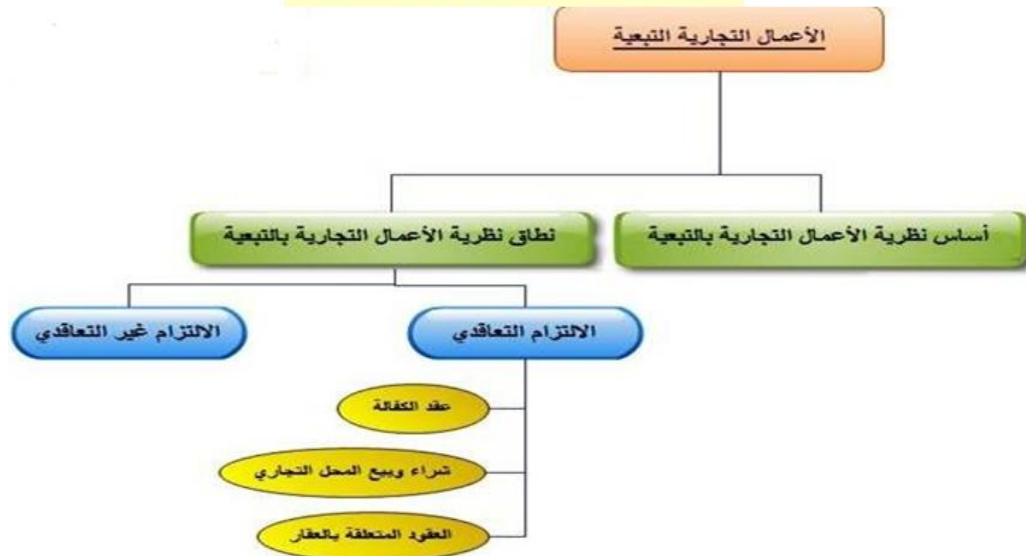 الأعمال التجارية التبعية
أساس نظرية الأعمال التجارية بالتبعية
نطاق نظرية الأعمال التجارية بالتبعية
الالتزام التعاقدي
الالتزام غير التعاقدي
عقد الكفالة
شراء وبيع المحل التجاري
العقود المتعلقة بالعقار